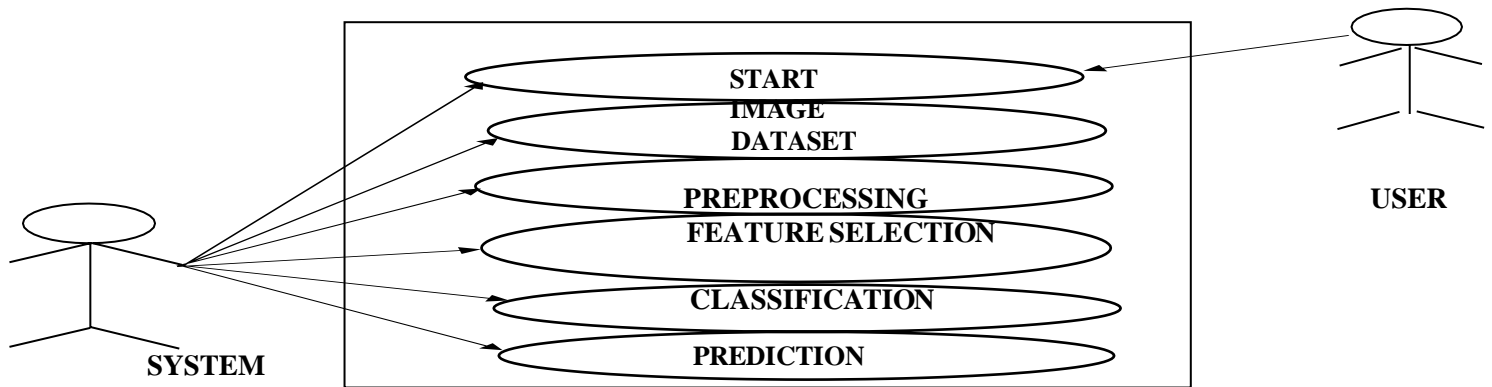 START
IMAGE
DATASET
PREPROCESSING
USER
FEATURE SELECTION
CLASSIFICATION
PREDICTION
SYSTEM